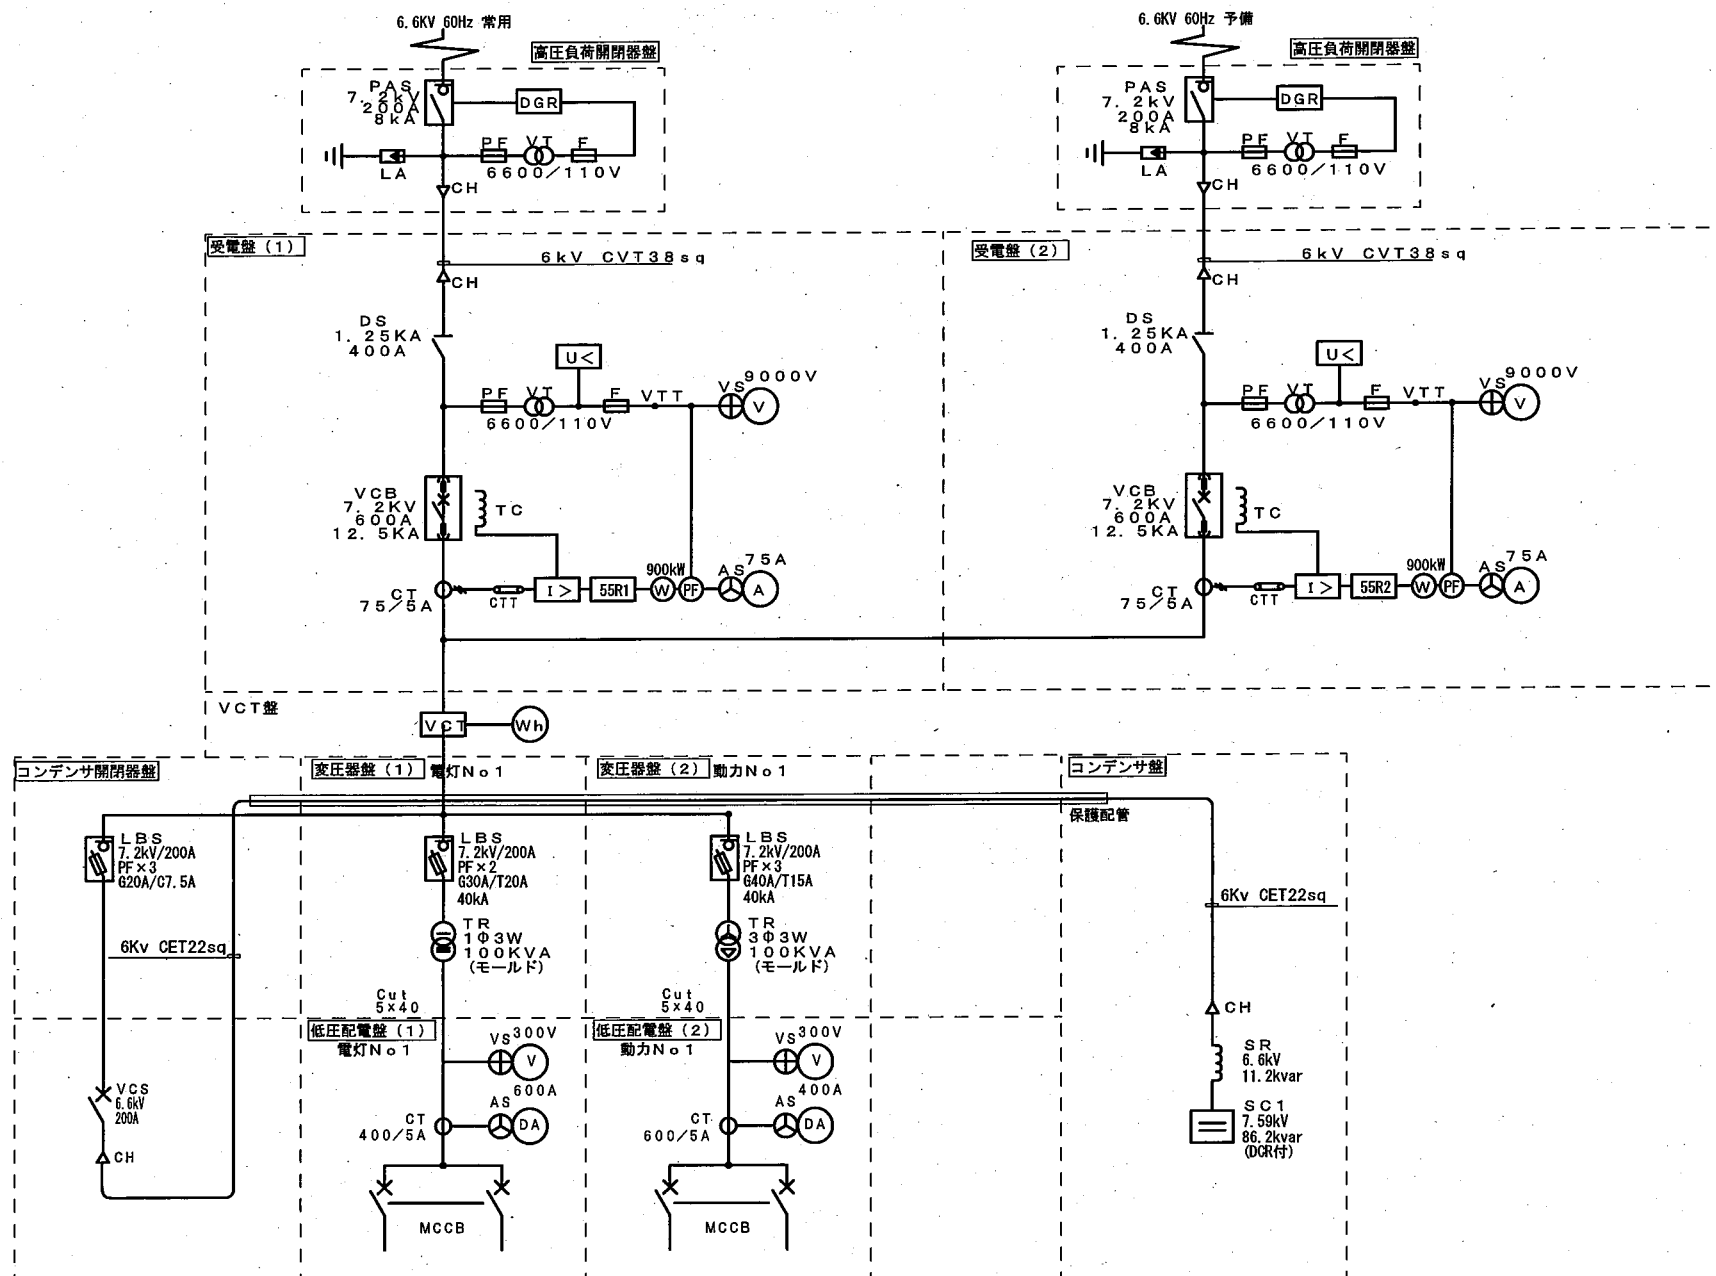 6.6KV 60Hz 常用
高圧負荷開閉器盤
PAS
7.2kV
200A
8kA
DGR
PF
VT
F
6600/110V
LA
CH
6.6KV 60Hz 予備
高圧負荷開閉器盤
PAS
7.2kV
200A
8kA
DGR
PF
VT
F
6600/110V
LA
CH
受電盤(1)
6kV CVT38sq
CH
DS
1.25KA
400A
U<
PF
VT
F
VTT
VS
9000V
V
6600/110V
VCB
7.2KV
600A
12.5KA
TC
CT
75/5A
CTT
I>
55R1
900kW
W
PF
AS
75A
A
受電盤(2)
6kV CVT38sq
CH
DS
1.25KA
400A
U<
PF
VT
F
VTT
VS
9000V
V
6600/110V
VCB
7.2KV
600A
12.5KA
TC
CT
75/5A
CTT
I>
55R2
900kW
W
PF
AS
75A
A
VCT盤
VCT
Wh
コンデンサ開閉器盤
変圧器盤(1)
電灯No1
変圧器盤(2)
動力No1
コンデンサ盤
保護配管
LBS
7.2kV/200A
PF×3
G20A/C7.5A
LBS
7.2kV/200A
PF×2
G30A/T20A
40kA
LBS
7.2kV/200A
PF×3
G40A/T15A
40kA
6Kv CET22sq
TR
1Φ3W
100KVA
(モールド)
TR
3Φ3W
100KVA
(モールド)
6Kv CET22sq
Cut
5×40
Cut
5×40
低圧配電盤(1)
電灯No1
VS
300V
V
600A
CT
400/5A
AS
DA
MCCB
低圧配電盤(2)
動力No1
VS
300V
V
400A
CT
600/5A
AS
DA
MCCB
VCS
6.6kV
200A
CH
CH
SR
6.6kV
11.2kvar
SC1
7.59kV
86.2kvar
(DCR付)